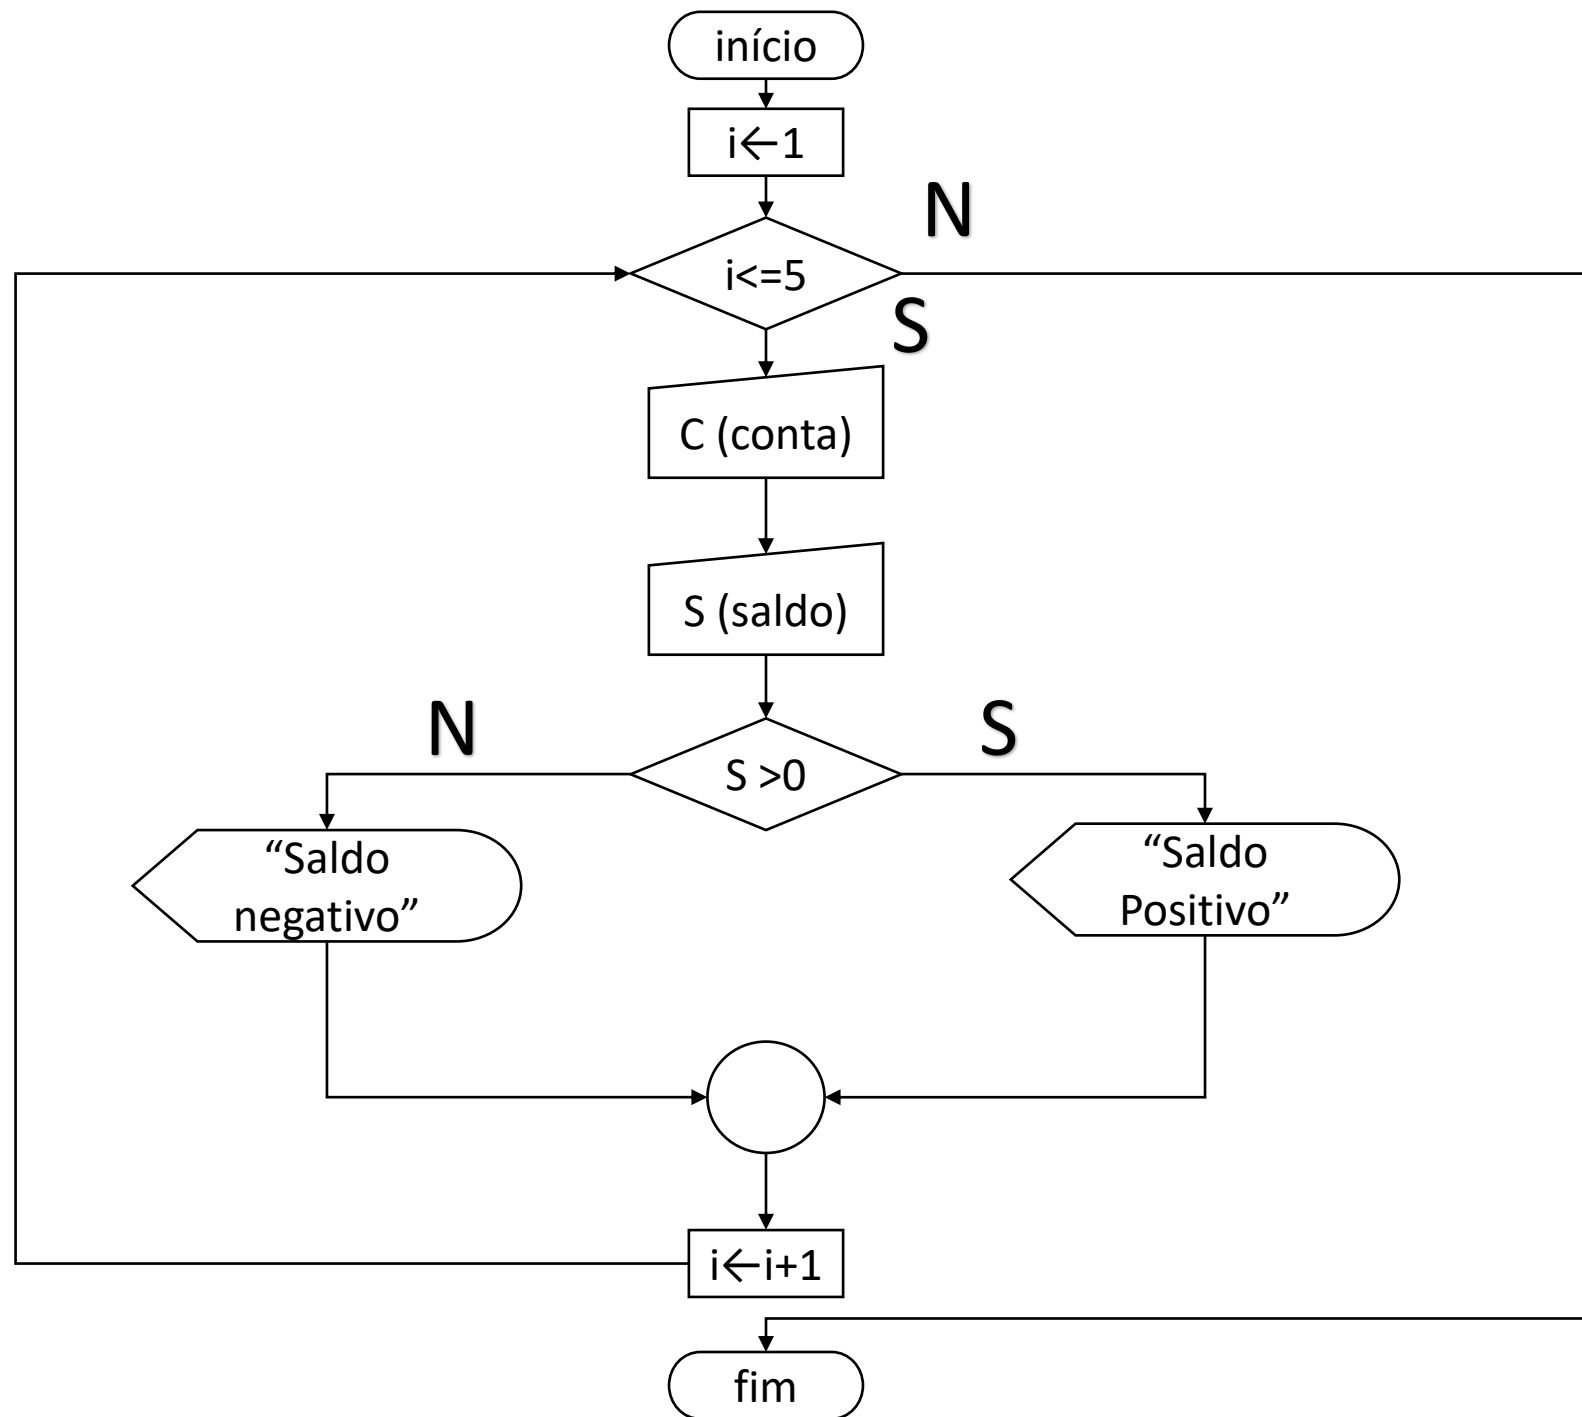 início
i←1
N
i<=5
S
C (conta)
S (saldo)
N
S
S >0
“Saldo
negativo”
“Saldo
Positivo”
i←i+1
fim